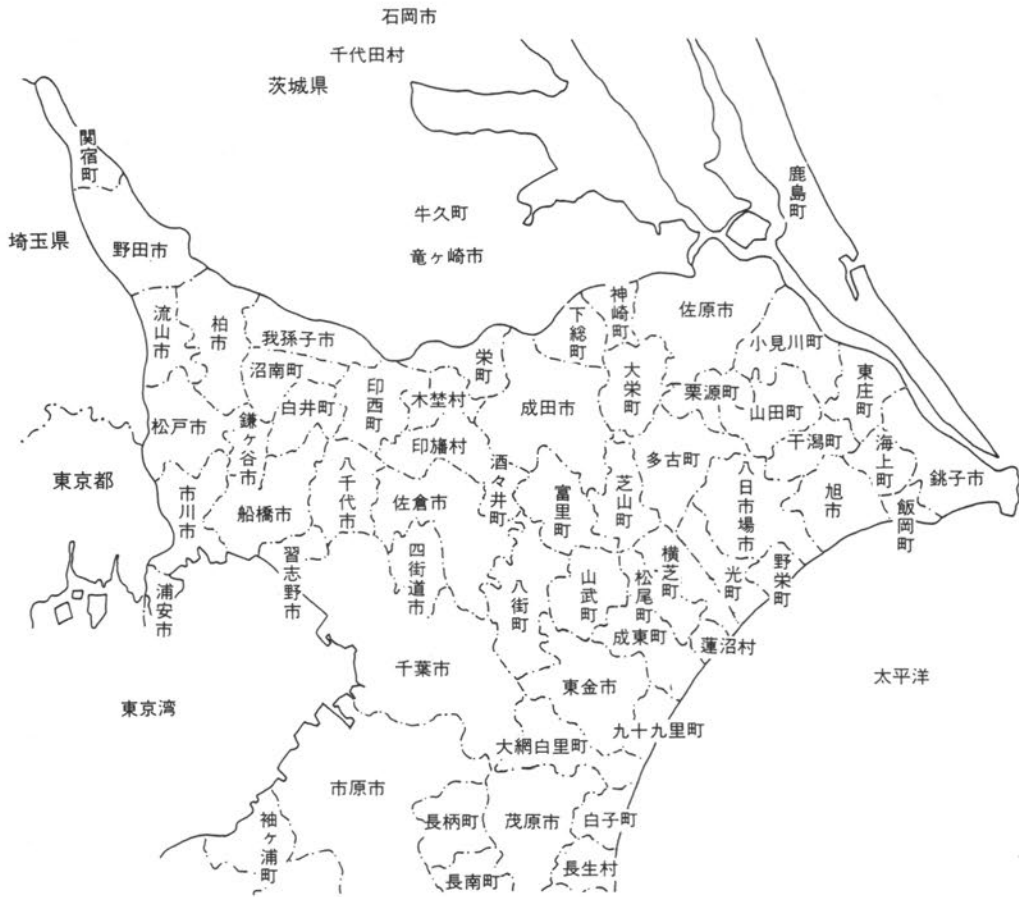 石岡市
千代田村
茨城県
関宿町
鹿島町
牛久町
埼玉県
野田市
竜ヶ崎市
流山市
柏市
我孫子市
下総町
神崎町
佐原市
小見川町
沼南町
栄町
大栄町
東庄町
印西町
木埜村
白井町
成田市
栗源町
山田町
松戸市
鎌ヶ谷市
印旛村
干潟町
海上町
東京都
市川市
船橋市
八千代市
佐倉市
酒々井町
富里町
芝山町
多古町
八日市場市
旭市
飯岡町
銚子市
浦安市
習志野市
四街道市
八街町
山武町
松尾町
横芝町
光町
野栄町
成東町
蓮沼村
千葉市
東金市
太平洋
東京湾
九十九里町
大網白里町
市原市
袖ヶ浦町
長柄町
茂原市
白子町
長南町
長生村